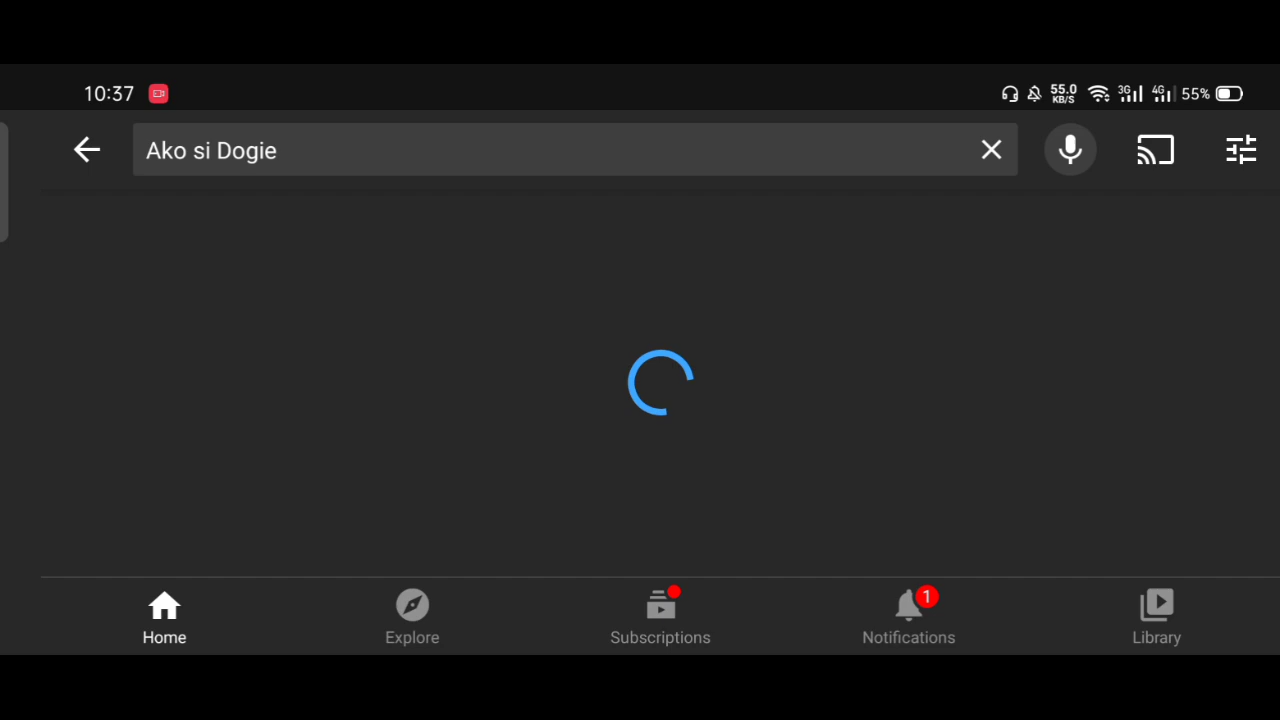 10:37
55.0 KB/S 3G 4G 55%
Ako si Dogie
1
Home Explore Subscriptions Notifications Library